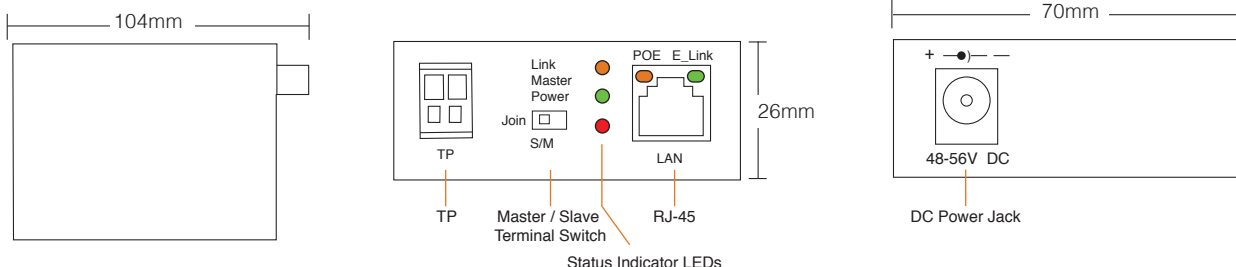 104mm
Link
Master
Power
Join
S/M
TP
POE E_Link
LAN
26mm
TP
Master / Slave
Terminal Switch
RJ-45
Status Indicator LEDs
70mm
+ —
48-56V DC
DC Power Jack